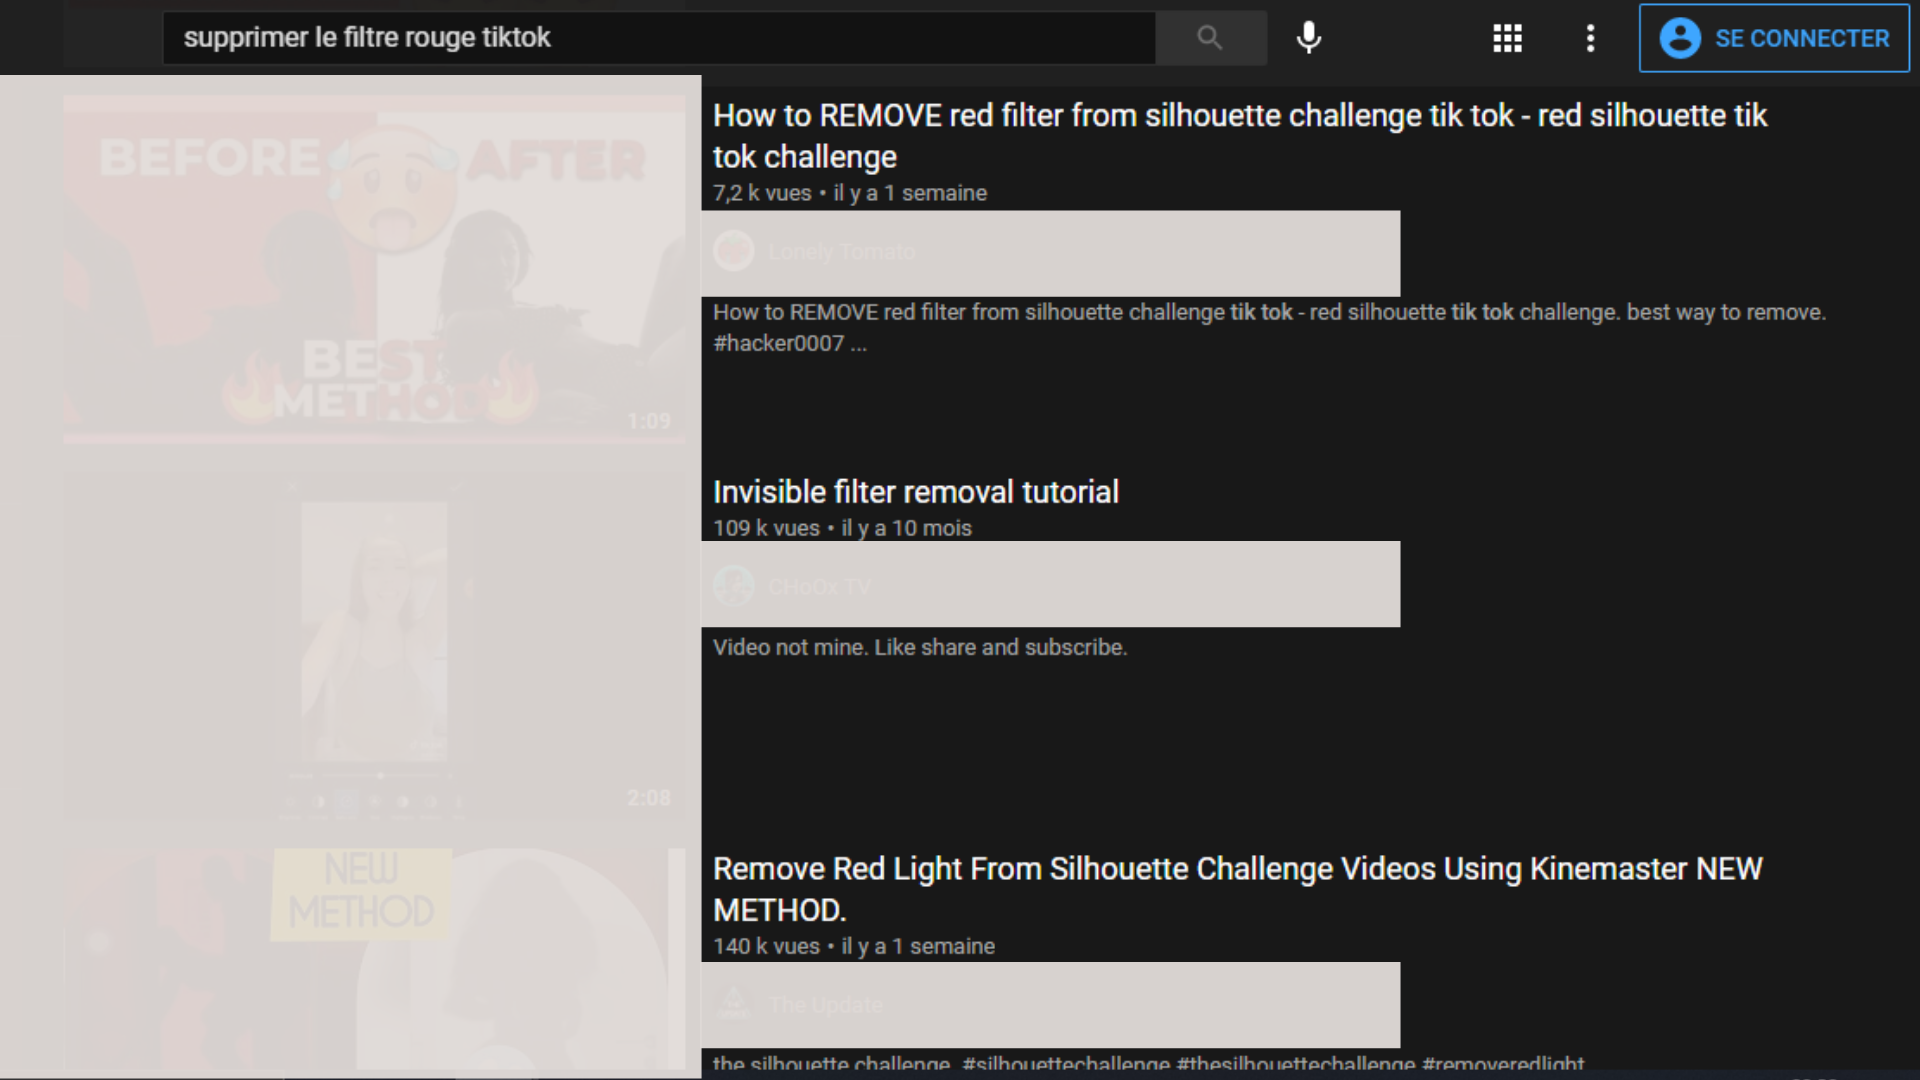 supprimer le filtre rouge tiktok
SE CONNECTER
BEFORE AFTER
BEST
METHOD
1:09
How to REMOVE red filter from silhouette challenge tik tok - red silhouette tik
tok challenge
7,2 k vues • il y a 1 semaine
Lonely Tomato
How to REMOVE red filter from silhouette challenge tik tok - red silhouette tik tok challenge. best way to remove.
#hacker0007 ...
2:08
Invisible filter removal tutorial
109 k vues • il y a 10 mois
CHoOx TV
Video not mine. Like share and subscribe.
NEW
METHOD
Remove Red Light From Silhouette Challenge Videos Using Kinemaster NEW
METHOD.
140 k vues • il y a 1 semaine
The Update
the silhouette challenge. #silhouettechallenge #thesilhouettechallenge #removeredlight